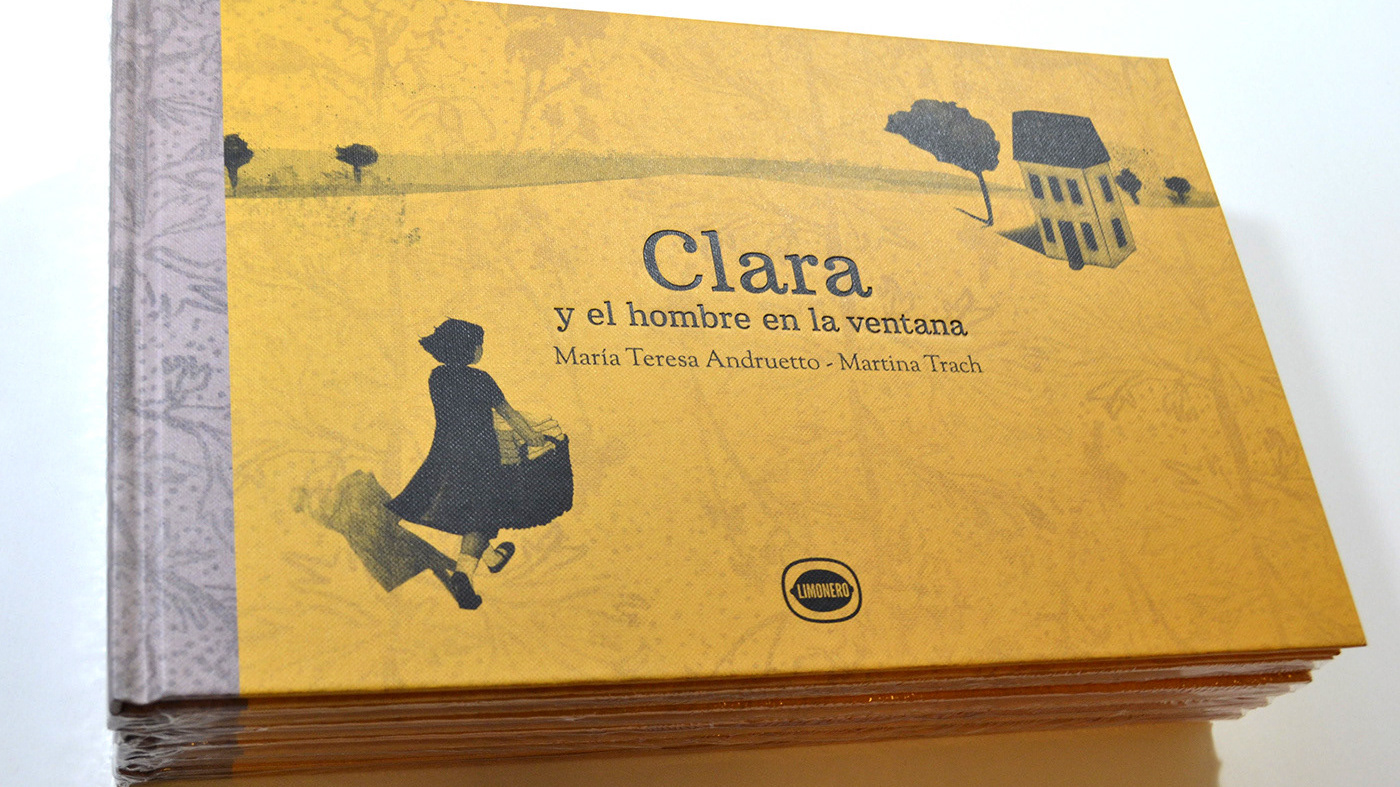 Clara
y el hombre en la ventana
María Teresa Andruetto - Martina Trach
LIMONERO